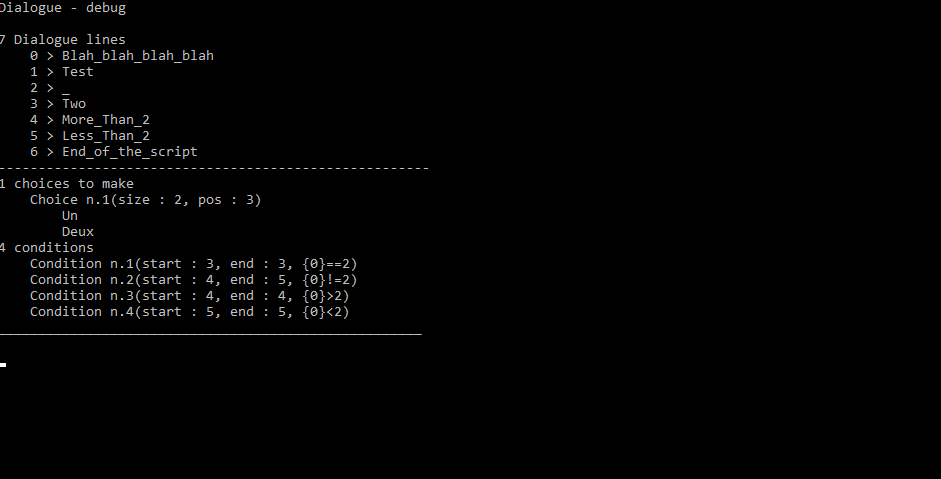 Dialogue - debug
7 Dialogue lines
0 > Blah_blah_blah_blah
1 > Test
2 > _
3 > Two
4 > More_Than_2
5 > Less_Than_2
6 > End_of_the_script
------------------------------------------------------
1 choices to make
Choice n.1(size : 2, pos : 3)
Un
Deux
4 conditions
Condition n.1(start : 3, end : 3, {0}==2)
Condition n.2(start : 4, end : 5, {0}!=2)
Condition n.3(start : 4, end : 4, {0}>2)
Condition n.4(start : 5, end : 5, {0}<2)
_____________________________________________________